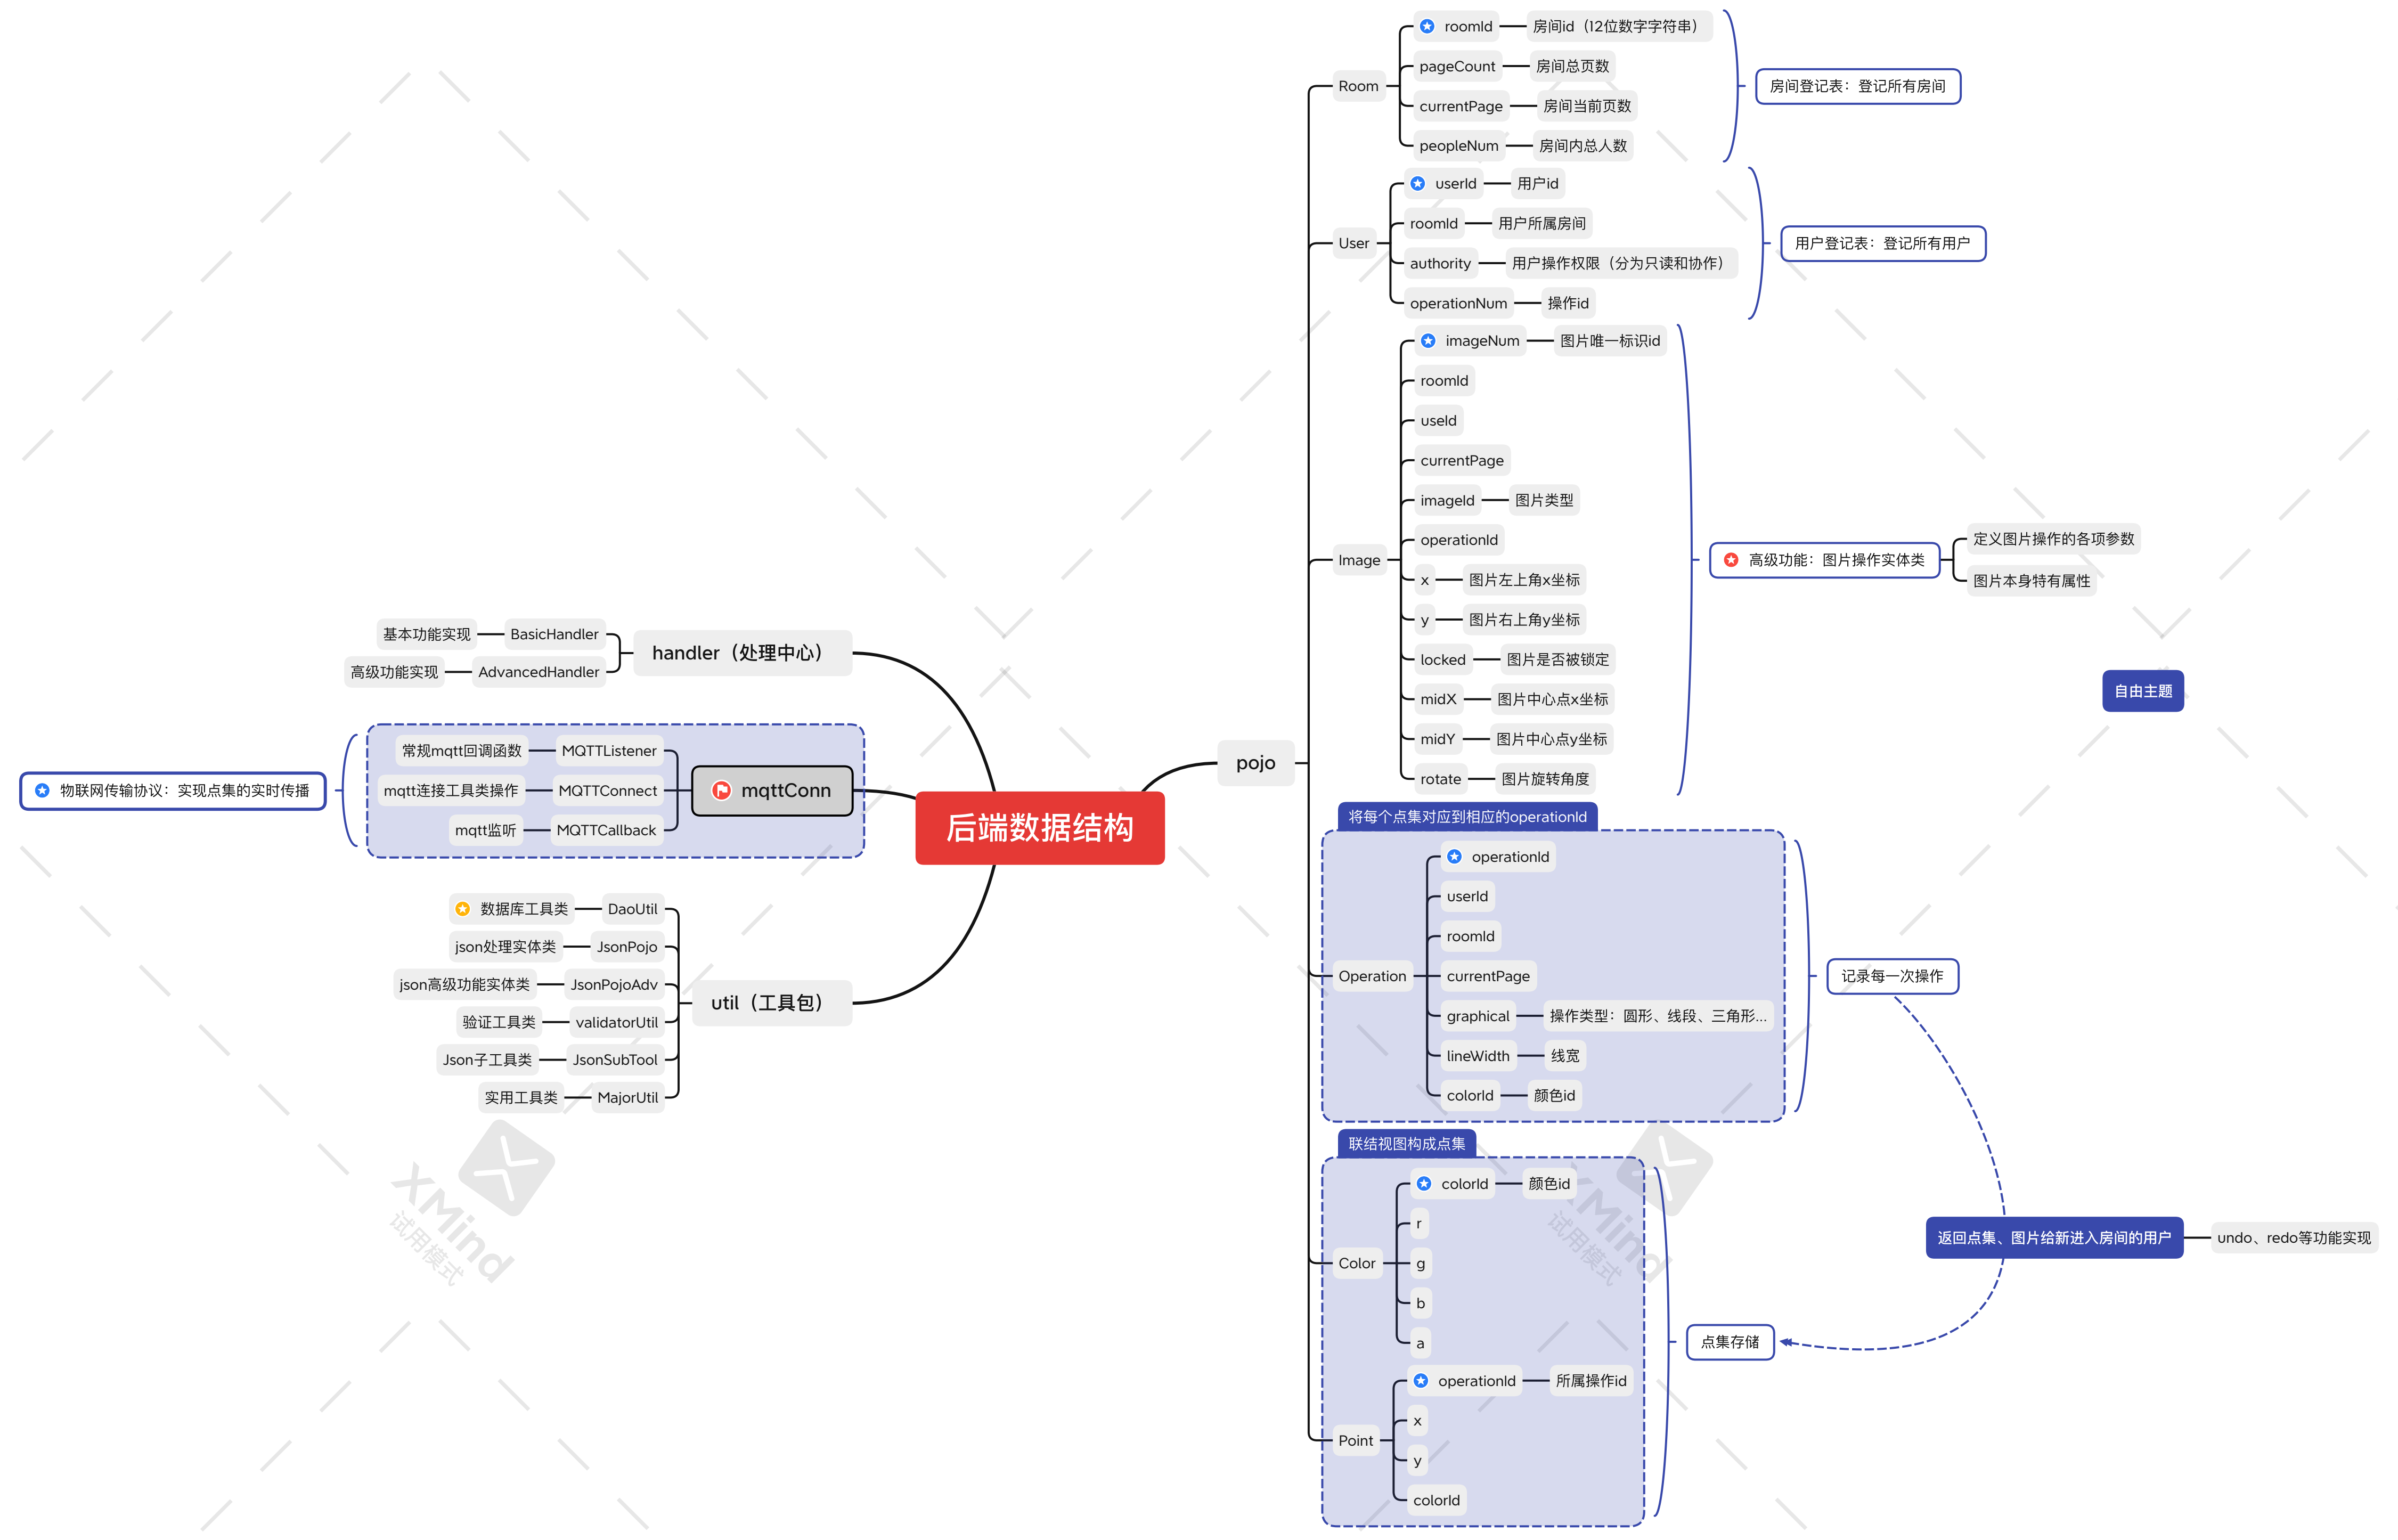 后端数据结构
handler（处理中心）
BasicHandler
基本功能实现
AdvancedHandler
高级功能实现
mqttConn
MQTTListener
常规mqtt回调函数
MQTTConnect
mqtt连接工具类操作
MQTTCallback
mqtt监听
物联网传输协议：实现点集的实时传播
util（工具包）
DaoUtil
数据库工具类
JsonPojo
json处理实体类
JsonPojoAdv
json高级功能实体类
validatorUtil
验证工具类
JsonSubTool
Json子工具类
MajorUtil
实用工具类
pojo
Room
roomId
房间id（12位数字字符串）
pageCount
房间总页数
currentPage
房间当前页数
peopleNum
房间内总人数
房间登记表：登记所有房间
User
userId
用户id
roomId
用户所属房间
authority
用户操作权限（分为只读和协作）
operationNum
操作id
用户登记表：登记所有用户
Image
imageNum
图片唯一标识id
roomId
useId
currentPage
imageId
图片类型
operationId
x
图片左上角x坐标
y
图片右上角y坐标
locked
图片是否被锁定
midX
图片中心点x坐标
midY
图片中心点y坐标
rotate
图片旋转角度
高级功能：图片操作实体类
定义图片操作的各项参数
图片本身特有属性
自由主题
将每个点集对应到相应的operationId
Operation
operationId
userId
roomId
currentPage
graphical
操作类型：圆形、线段、三角形...
lineWidth
线宽
colorId
颜色id
记录每一次操作
联结视图构成点集
Color
colorId
颜色id
r
g
b
a
Point
operationId
所属操作id
x
y
colorId
点集存储
返回点集、图片给新进入房间的用户
undo、redo等功能实现
XMind
试用模式
XMind
试用模式